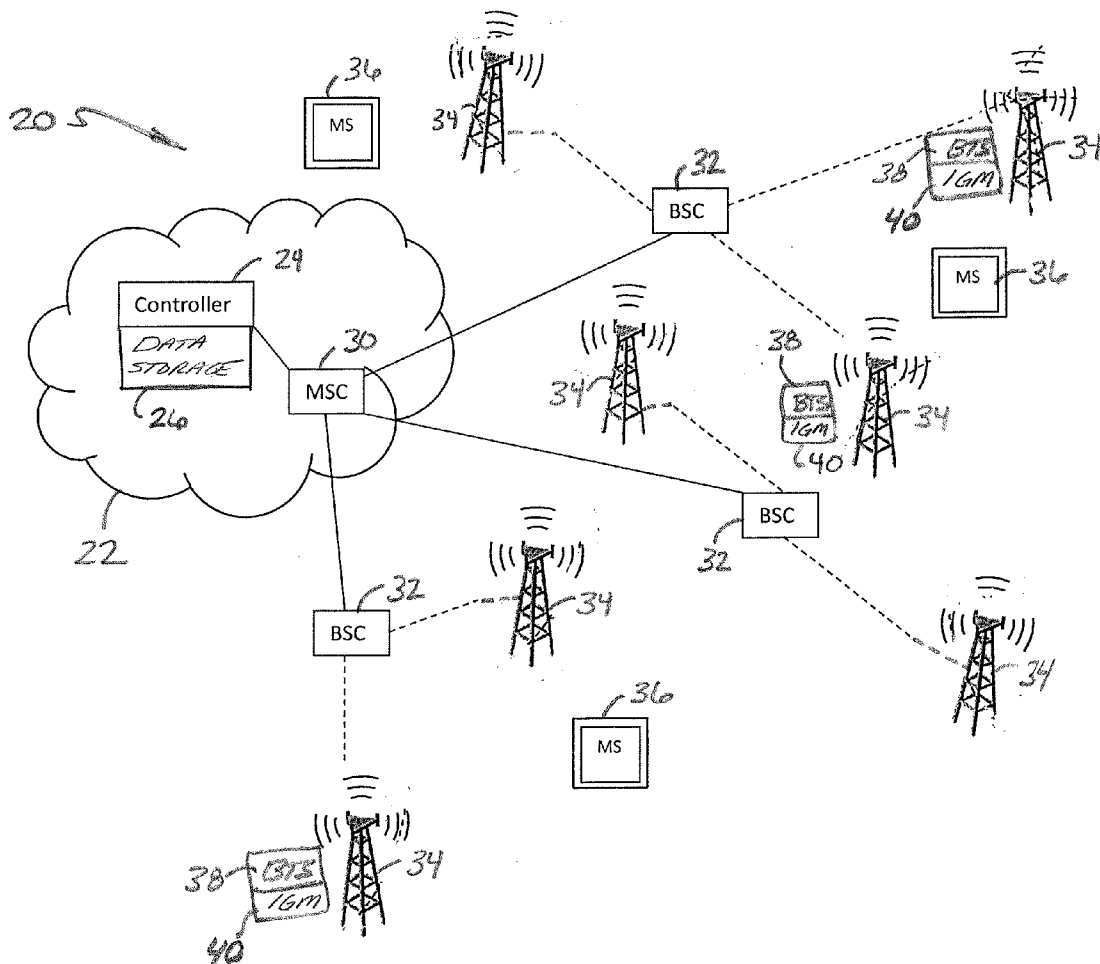 36
MS
20
34
32
BSC
38
BTS
IGM
40
34
24
Controller
DATA
STORAGE
26
30
MSC
MS
36
34
38
BTS
IGM
40
34
22
BSC
32
32
BSC
34
34
36
MS
38
BTS
IGM
40
34